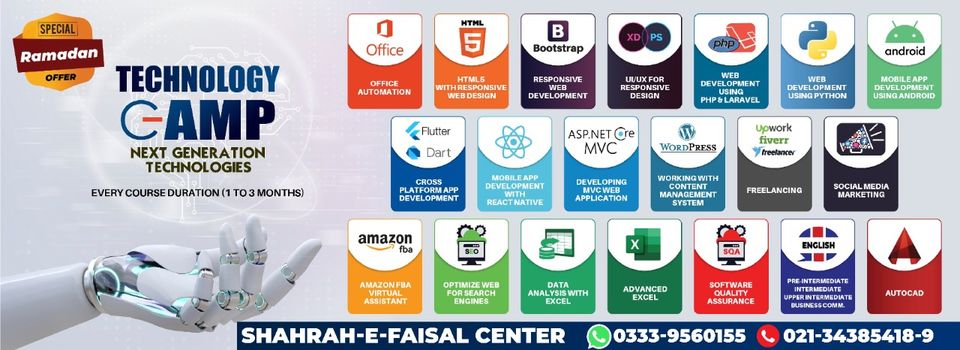 SPECIAL
Ramadan
OFFER
TECHNOLOGY
CAMP
NEXT GENERATION
TECHNOLOGIES
EVERY COURSE DURATION (1 TO 3 MONTHS)
Office
OFFICE
AUTOMATION
HTML
5
HTML5
WITH RESPONSIVE
WEB DESIGN
B
Bootstrap
RESPONSIVE
WEB
DEVELOPMENT
XD PS
UI/UX FOR
RESPONSIVE
DESIGN
php
WEB
DEVELOPMENT
USING
PHP & LARAVEL
WEB
DEVELOPMENT
USING PYTHON
android
MOBILE APP
DEVELOPMENT
USING ANDROID
Flutter
Dart
CROSS
PLATFORM APP
DEVELOPMENT
MOBILE APP
DEVELOPMENT
WITH
REACT NATIVE
ASP.NET Core
MVC
DEVELOPING
MVC WEB
APPLICATION
WORDPRESS
WORKING WITH
CONTENT
MANAGEMENT
SYSTEM
upwork
fiverr
freelancer
FREELANCING
SOCIAL MEDIA
MARKETING
amazon
fba
AMAZON FBA
VIRTUAL
ASSISTANT
SEO
OPTIMIZE WEB
FOR SEARCH
ENGINES
DATA
ANALYSIS WITH
EXCEL
X
ADVANCED
EXCEL
SQA
SOFTWARE
QUALITY
ASSURANCE
ENGLISH
PRE-INTERMEDIATE
INTERMEDIATE
UPPER INTERMEDIATE
BUSINESS COMM.
AUTOCAD
SHAHRAH-E-FAISAL CENTER 0333-9560155 021-34385418-9